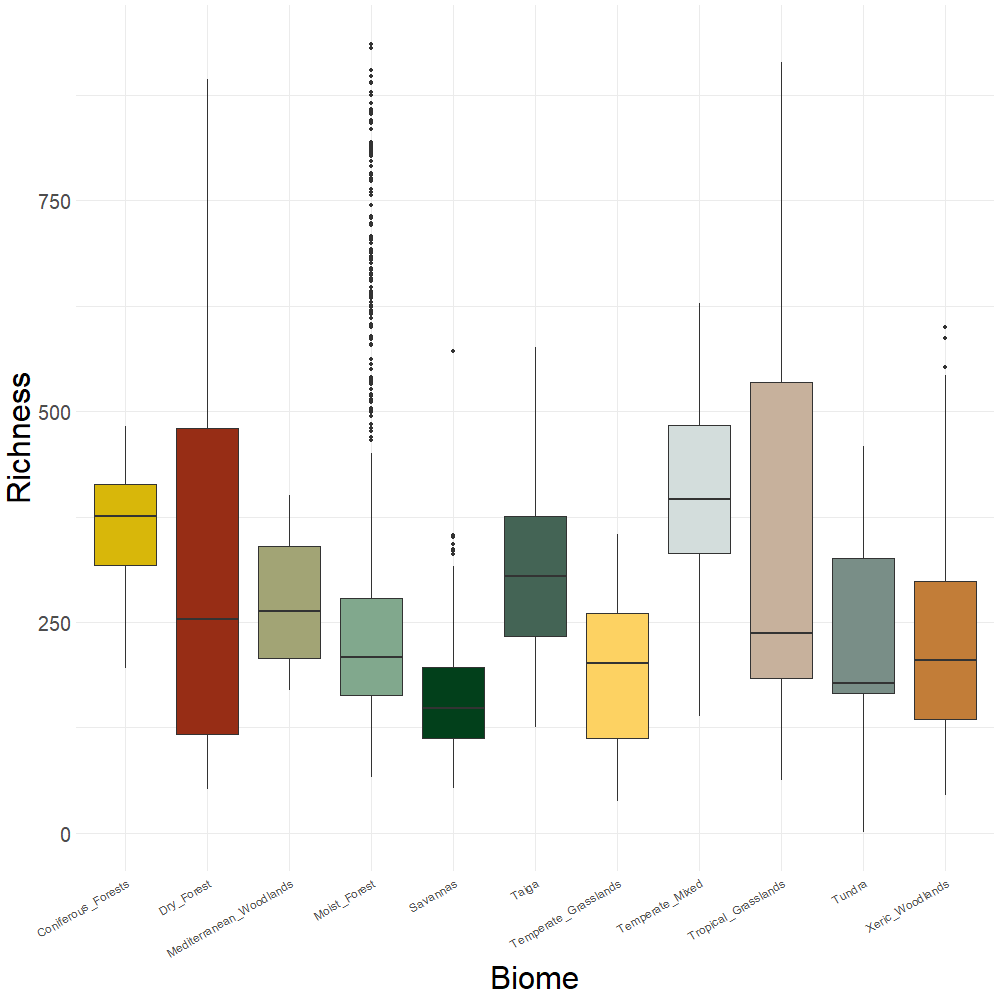 Richness
750
500
250
0
Coniferous_Forests
Dry_Forest
Mediterranean_Woodlands
Moist_Forest
Savannas
Taiga
Temperate_Grasslands
Temperate_Mixed
Tropical_Grasslands
Tundra
Xeric_Woodlands
Biome